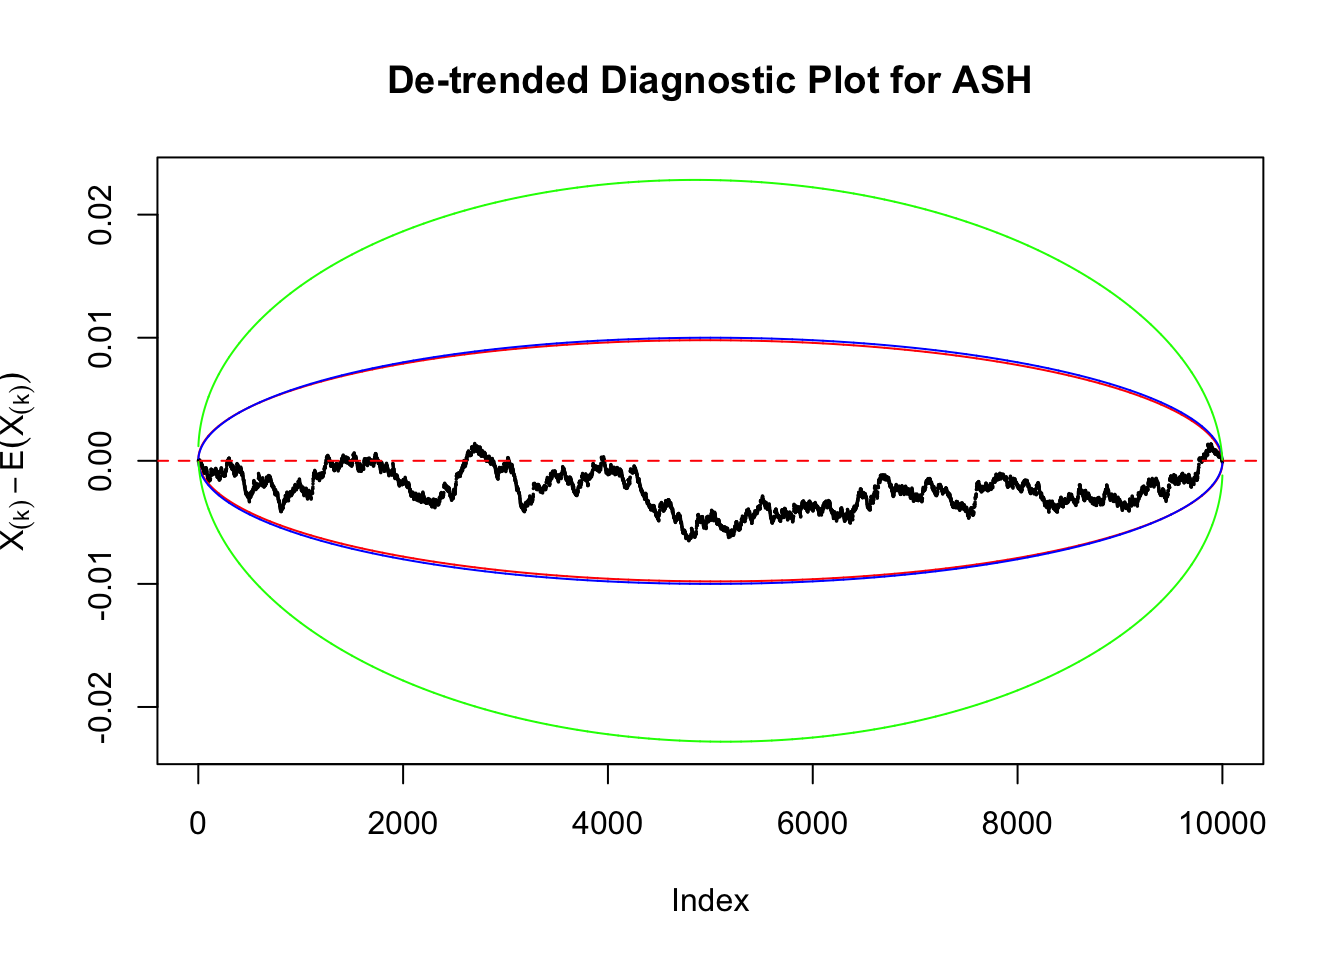 De-trended Diagnostic Plot for ASH
X(k) − E(X(k))
0.02
0.01
0.00
-0.01
-0.02
0 2000 4000 6000 8000 10000
Index